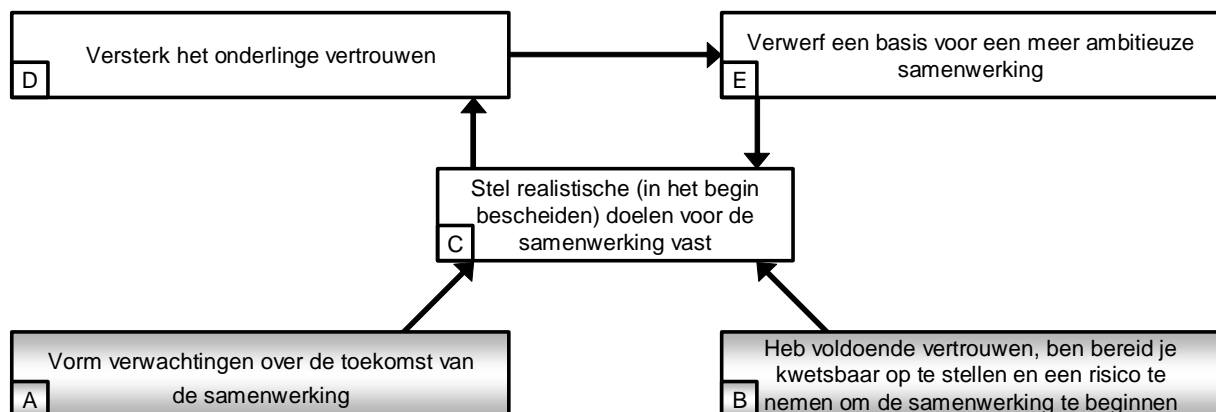 Versterk het onderlinge vertrouwen
D
Verwerf een basis voor een meer ambitieuze
samenwerking
E
Stel realistische (in het begin
bescheiden) doelen voor de
samenwerking vast
C
Vorm verwachtingen over de toekomst van
de samenwerking
A
Heb voldoende vertrouwen, ben bereid je
kwetsbaar op te stellen en een risico te
nemen om de samenwerking te beginnen
B